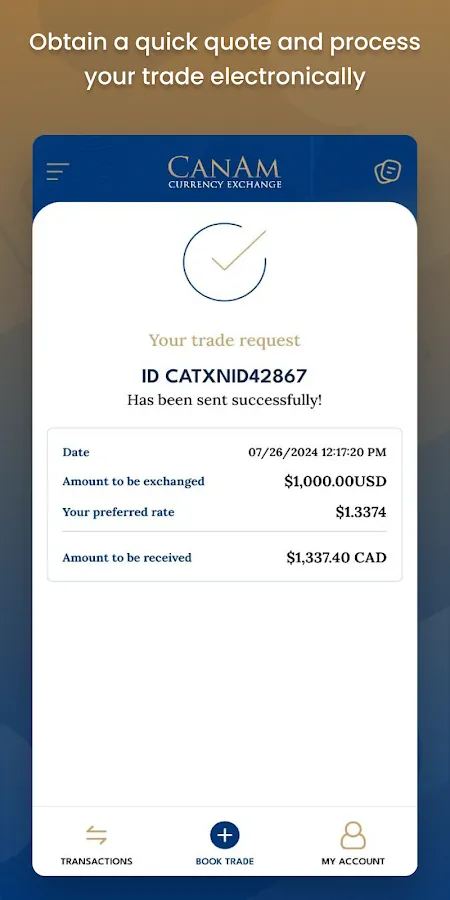 Obtain a quick quote and process
your trade electronically
CANAM
CURRENCY EXCHANGE
Your trade request
ID CATXNID42867
Has been sent successfully!
Date 07/26/2024 12:17:20 PM
Amount to be exchanged $1,000.00USD
Your preferred rate $1.3374
Amount to be received $1,337.40 CAD
TRANSACTIONS BOOK TRADE MY ACCOUNT